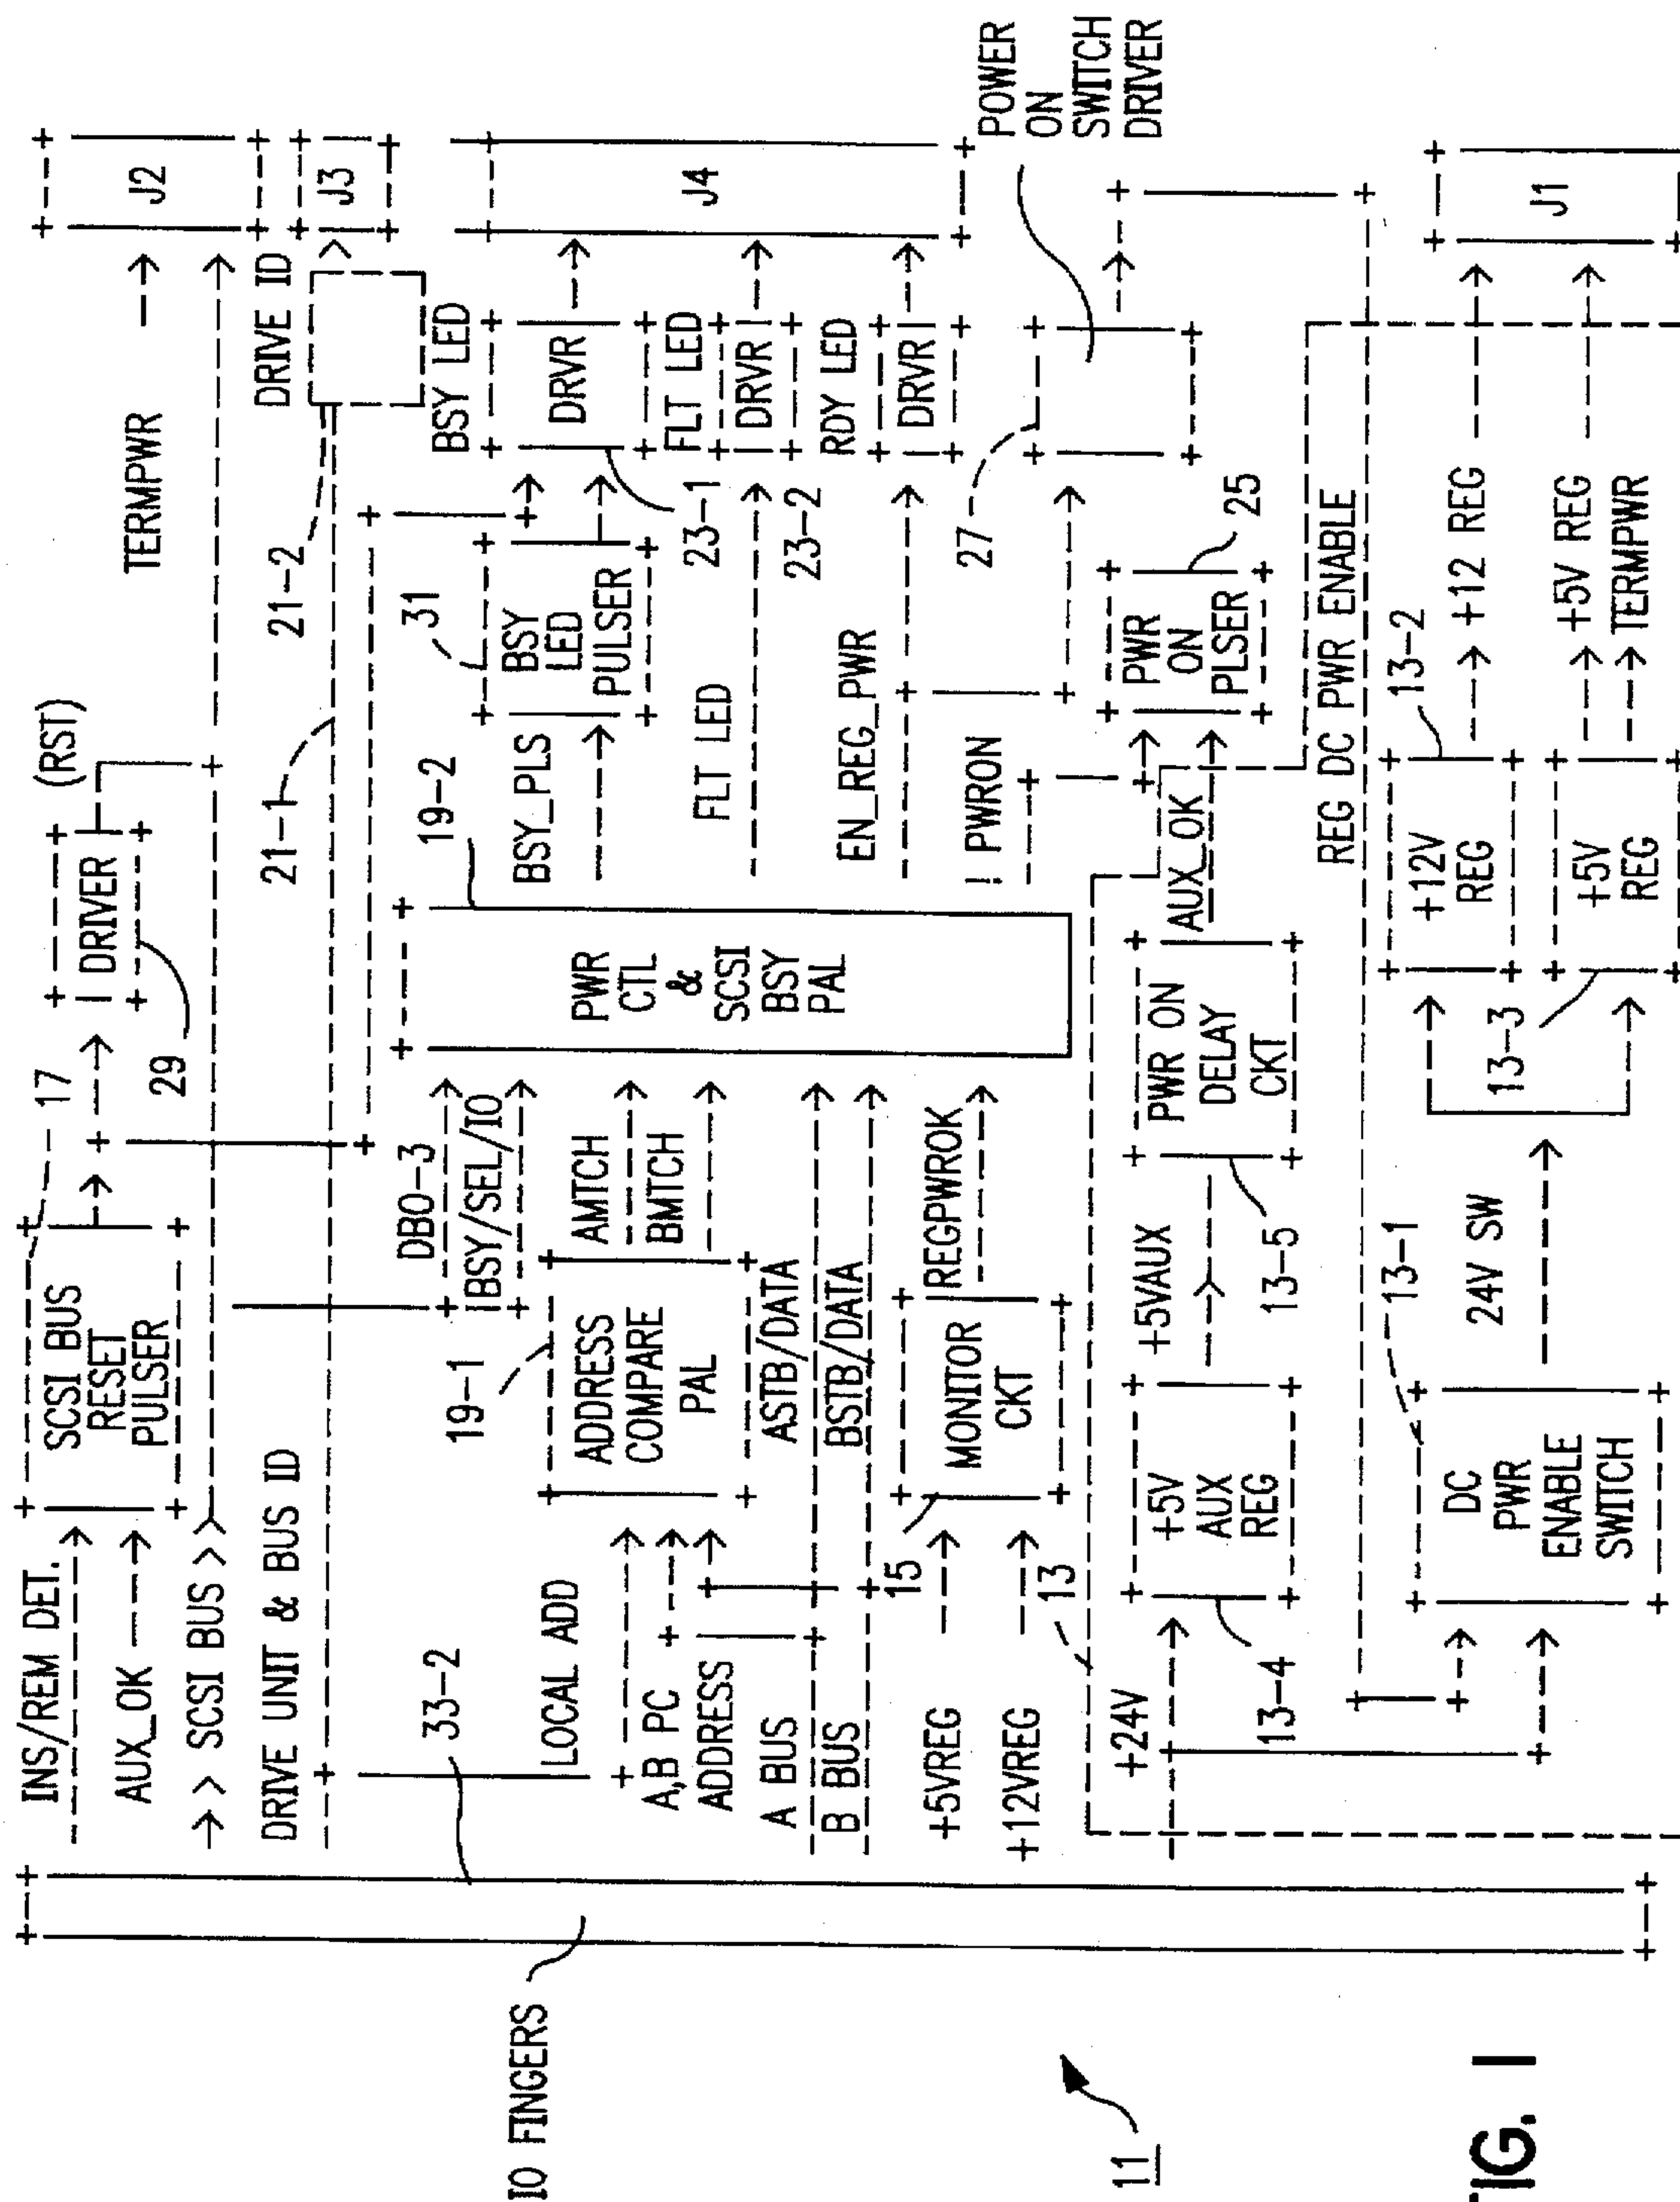 INS/REM DET.
AUX_OK
SCSI BUS
RESET
PULSER
17
DRIVER
(RST)
29
TERMPWR
J2
SCSI BUS
DRIVE UNIT & BUS ID
21-1
21-2
DRIVE ID
J3
33-2
LOCAL ADD
A,B PC
ADDRESS
A BUS
B BUS
19-1
ADDRESS
COMPARE
PAL
DB0-3
BSY/SEL/IO
AMTCH
BMTCH
ASTB/DATA
BSTB/DATA
PWR
CTL
&
SCSI
BSY
PAL
19-2
BSY_PLS
31
BSY
LED
PULSER
BSY LED
DRVR
23-1
FLT LED
FLT LED
DRVR
23-2
RDY LED
DRVR
J4
EN_REG_PWR
! PWRON
27
POWER
ON
SWITCH
DRIVER
+5VREG
+12VREG
15
MONITOR
CKT
REGPWROK
13
+24V
13-4
+5V
AUX
REG
+5VAUX
13-5
PWR ON
DELAY
CKT
AUX_OK
PWR
ON
PLSER
25
REG DC PWR ENABLE
13-1
DC
PWR
ENABLE
SWITCH
24V SW
13-3
+12V
REG
13-2
+12 REG
+5V
REG
+5V REG
TERMPWR
J1
IO FINGERS
11
FIG. 1